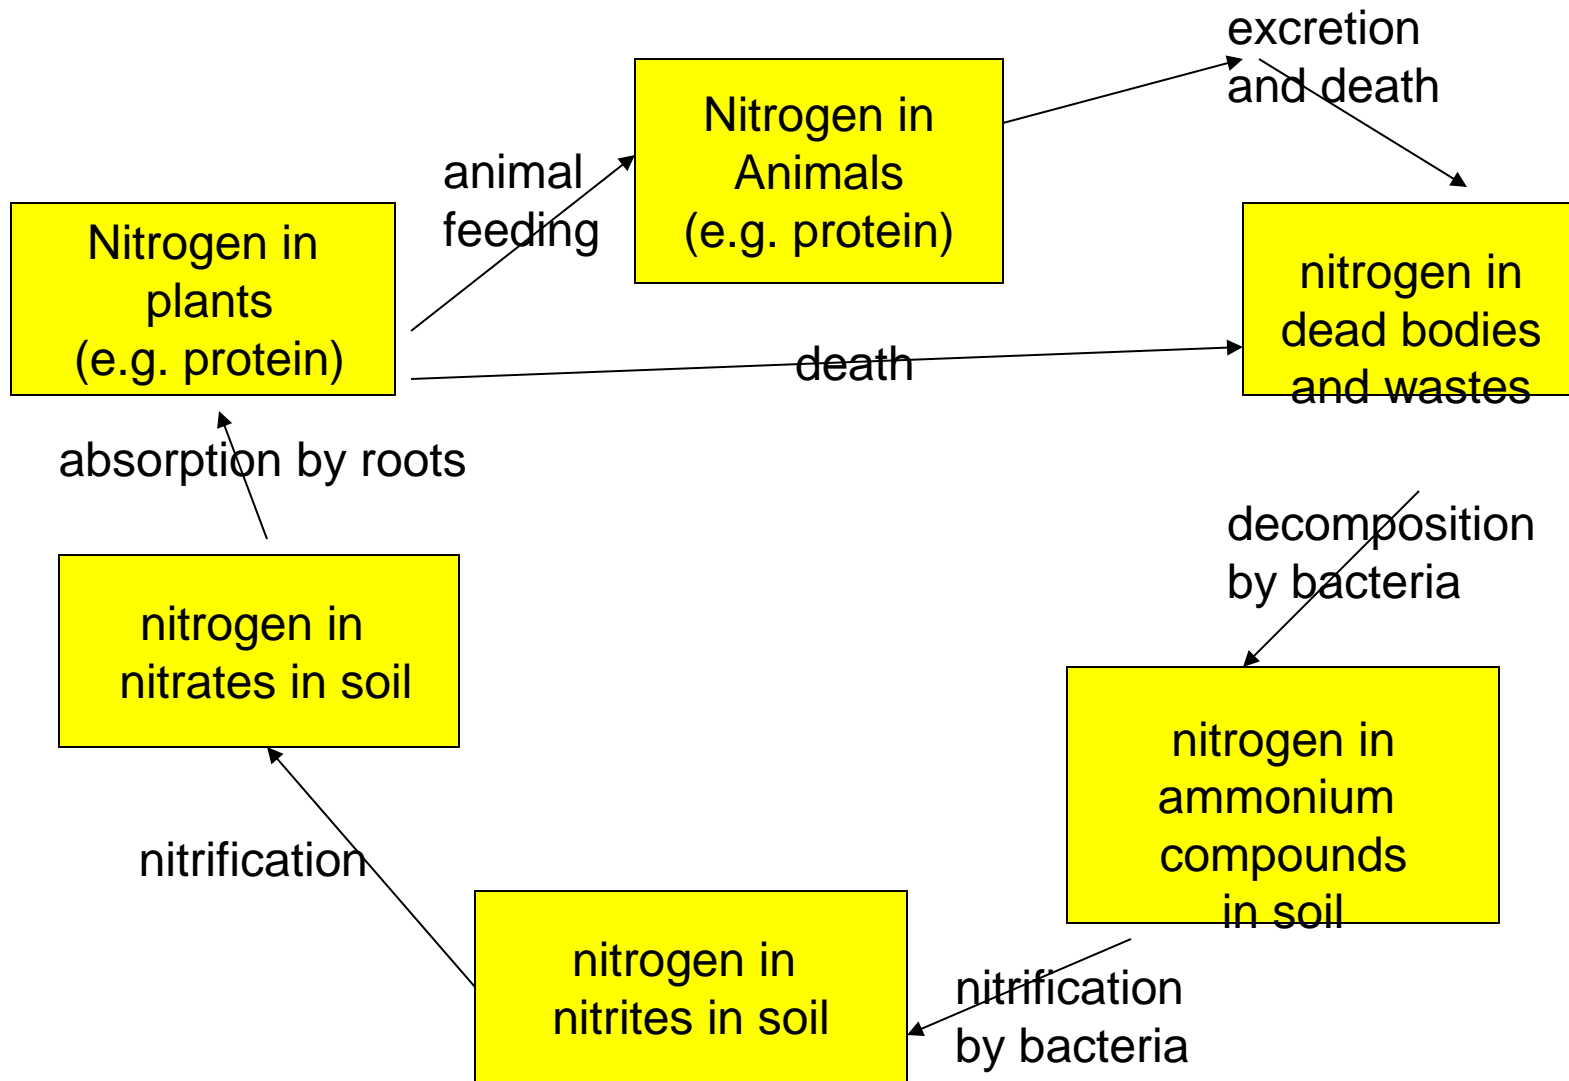 excretion
and death
Nitrogen in
Animals
(e.g. protein)
animal
feeding
Nitrogen in
plants
(e.g. protein)
nitrogen in
dead bodies
and wastes
death
absorption by roots
decomposition
by bacteria
nitrogen in
nitrates in soil
nitrogen in
ammonium
compounds
in soil
nitrification
nitrogen in
nitrites in soil
nitrification
by bacteria